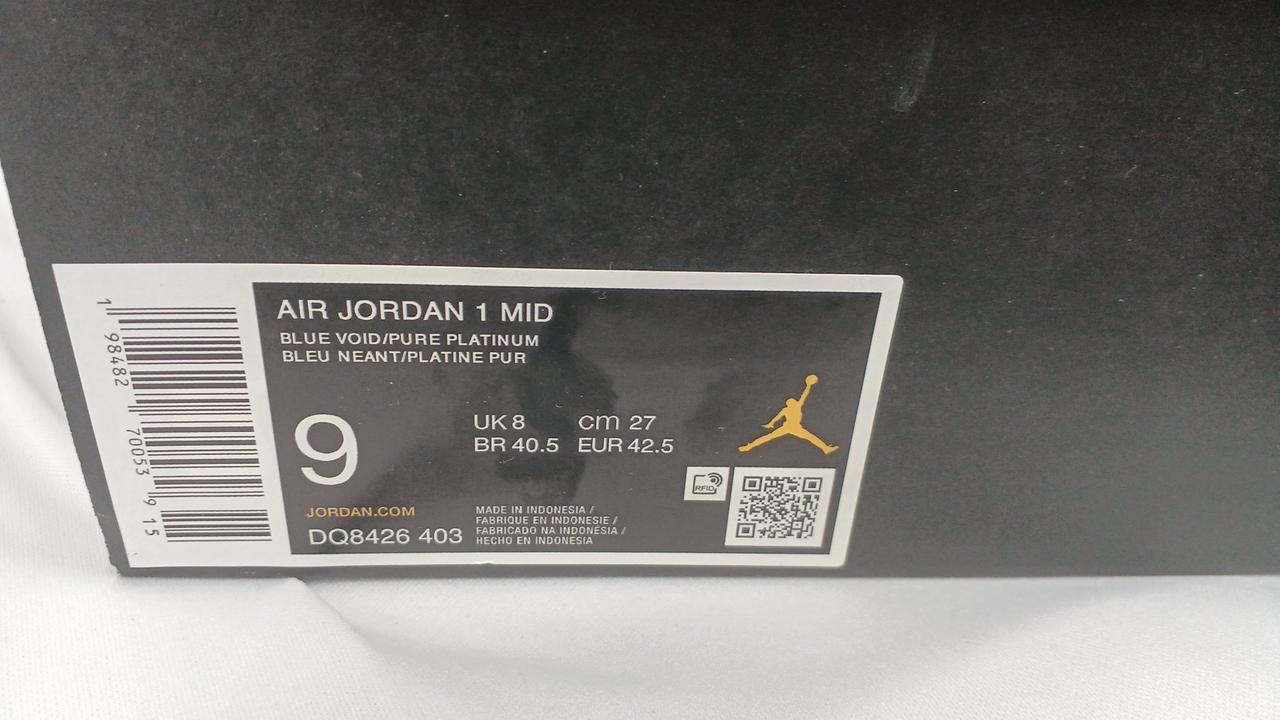 AIR JORDAN 1 MID
BLUE VOID/PURE PLATINUM
BLEU NEANT/PLATINE PUR
9
UK 8 cm 27
BR 40.5 EUR 42.5
JORDAN.COM
DQ8426 403
MADE IN INDONESIA /
FABRIQUE EN INDONESIE /
FABRICADO NA INDONÉSIA /
HECHO EN INDONESIA
RFID
1 98482 70053 9 15